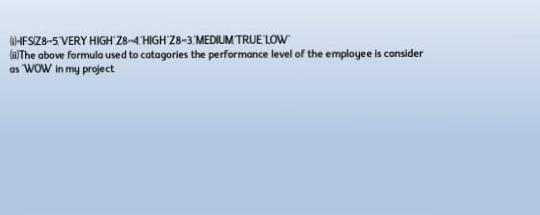 (i)=IFS(Z8>=5,"VERY HIGH",Z8>=4,"HIGH",Z8>=3,"MEDIUM",TRUE,"LOW"
(ii)The above formula used to catagories the performance level of the employee is consider
as "WOW" in my project